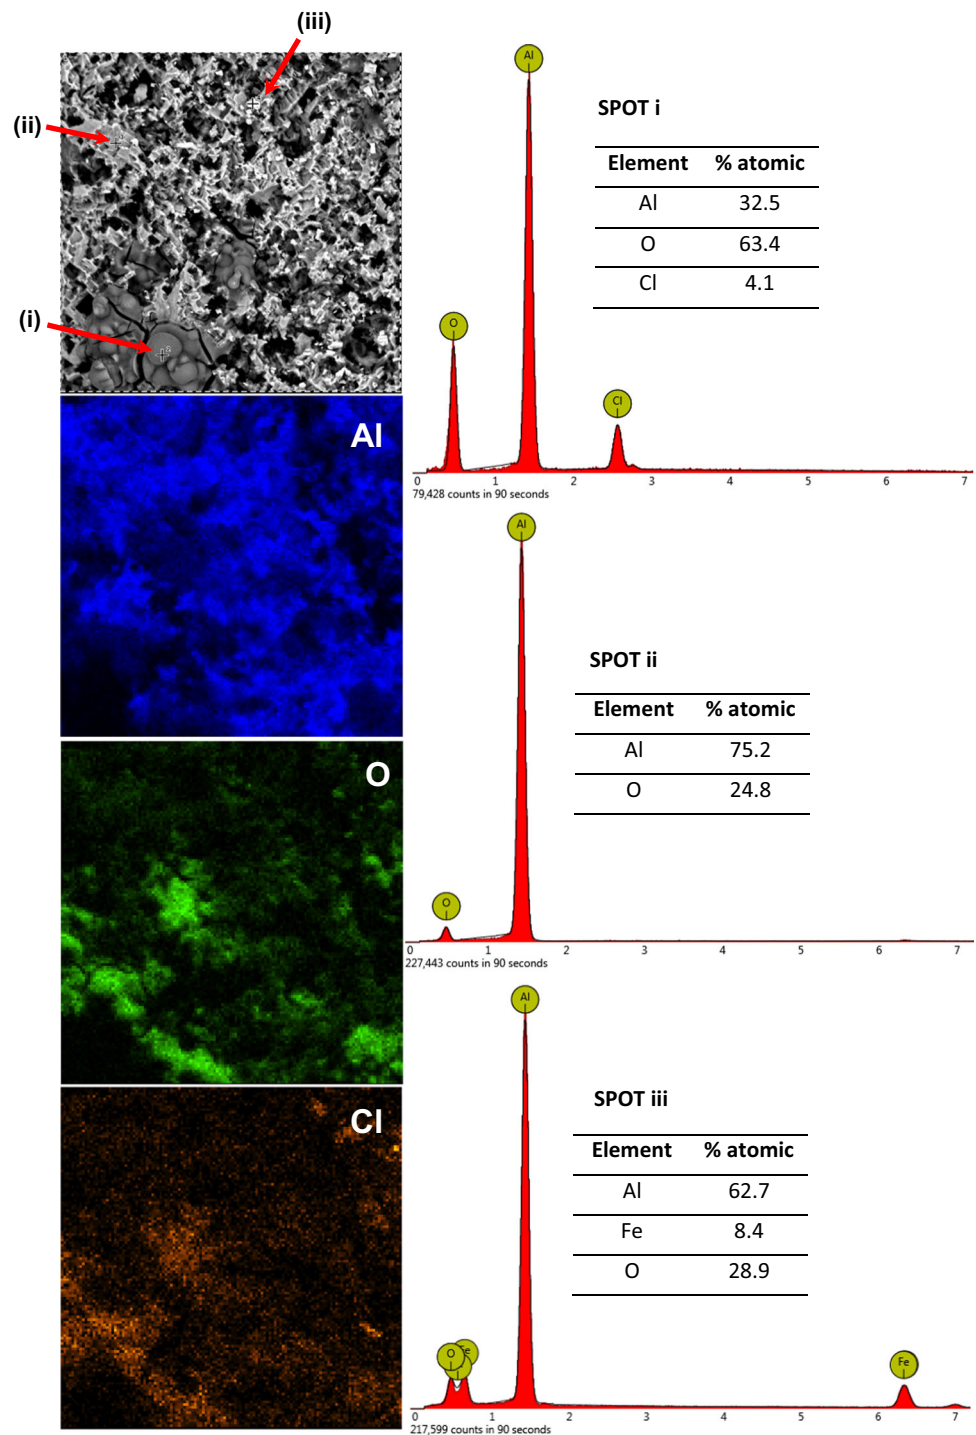 (iii)
(ii)
(i)
Al
O
Cl
Al
O
Cl
0 1 2 3 4 5 6 7
79,428 counts in 90 seconds
SPOT i
Element % atomic
Al 32.5
O 63.4
Cl 4.1
Al
O
0 1 2 3 4 5 6 7
227,443 counts in 90 seconds
SPOT ii
Element % atomic
Al 75.2
O 24.8
Al
O
Fe
Fe
0 1 2 3 4 5 6 7
217,599 counts in 90 seconds
SPOT iii
Element % atomic
Al 62.7
Fe 8.4
O 28.9